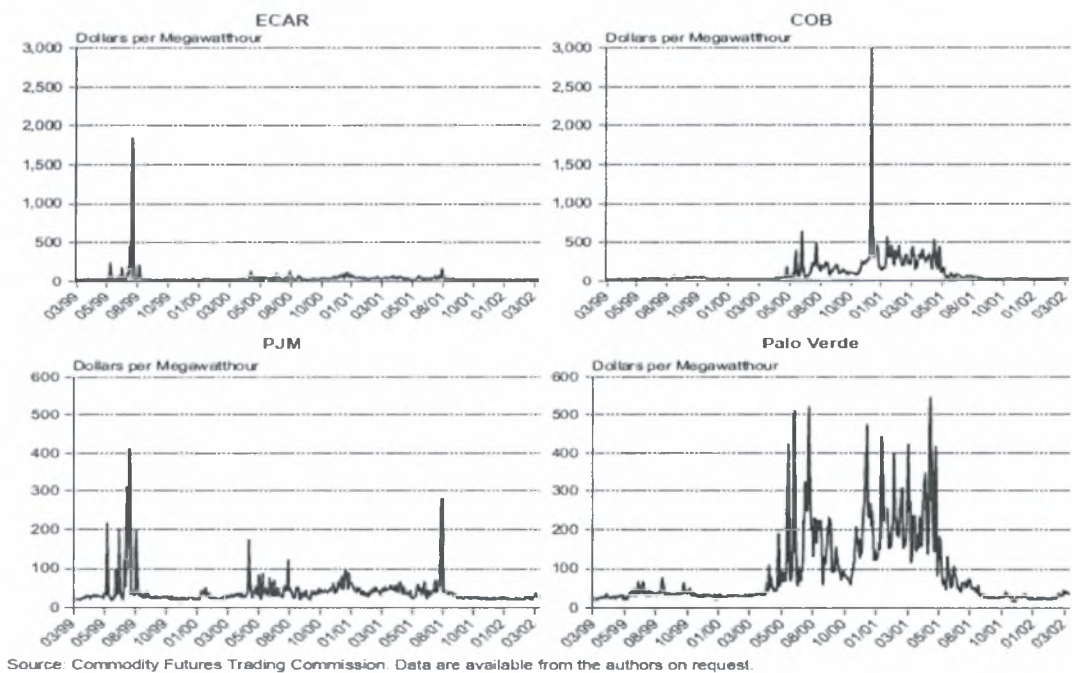 ECAR
Dollars per Megawatthour
3,000
2,500
2,000
1,500
1,000
500
0
03/99 05/99 08/99 10/99 01/00 03/00 05/00 08/00 10/00 01/01 03/01 05/01 08/01 10/01 01/02 03/02
COB
Dollars per Megawatthour
3,000
2,500
2,000
1,500
1,000
500
0
03/99 05/99 08/99 10/99 01/00 03/00 05/00 08/00 10/00 01/01 03/01 05/01 08/01 10/01 01/02 03/02
PJM
Dollars per Megawatthour
600
500
400
300
200
100
0
03/99 05/99 08/99 10/99 01/00 03/00 05/00 08/00 10/00 01/01 03/01 05/01 08/01 10/01 01/02 03/02
Palo Verde
Dollars per Megawatthour
600
500
400
300
200
100
0
03/99 05/99 08/99 10/99 01/00 03/00 05/00 08/00 10/00 01/01 03/01 05/01 08/01 10/01 01/02 03/02
Source: Commodity Futures Trading Commission. Data are available from the authors on request.